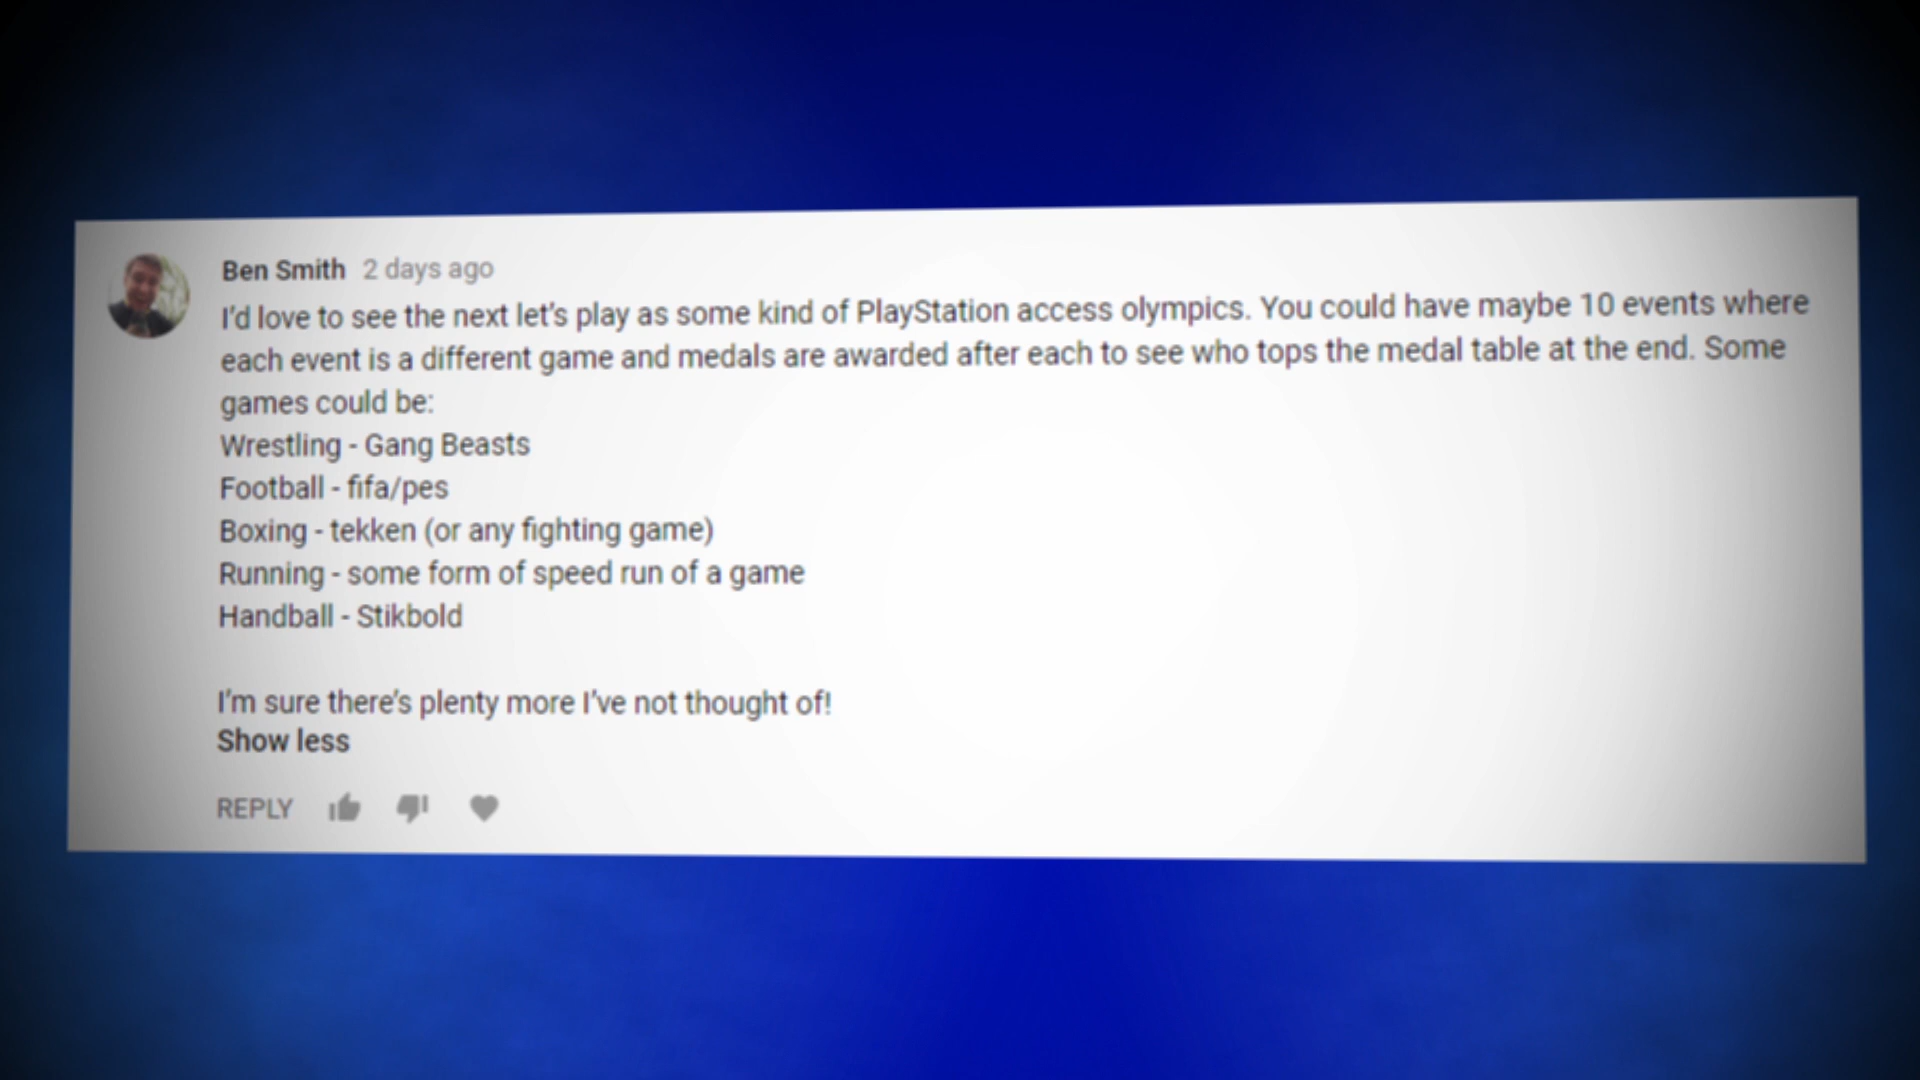 Ben Smith 2 days ago
I'd love to see the next let's play as some kind of PlayStation access olympics. You could have maybe 10 events where
each event is a different game and medals are awarded after each to see who tops the medal table at the end. Some
games could be:
Wrestling - Gang Beasts
Football - fifa/pes
Boxing - tekken (or any fighting game)
Running - some form of speed run of a game
Handball - Stikbold
I'm sure there's plenty more I've not thought of!
Show less
REPLY